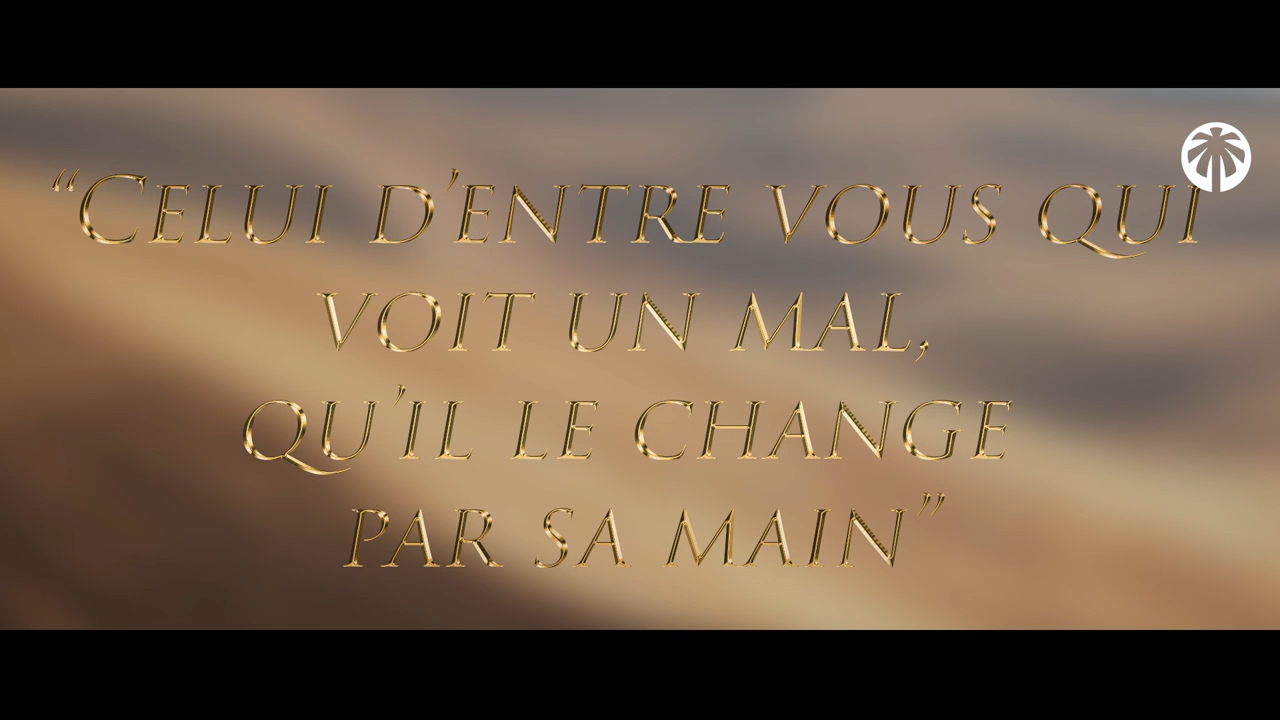 “Celui d’entre vous qui
voit un mal,
qu’il le change
par sa main”